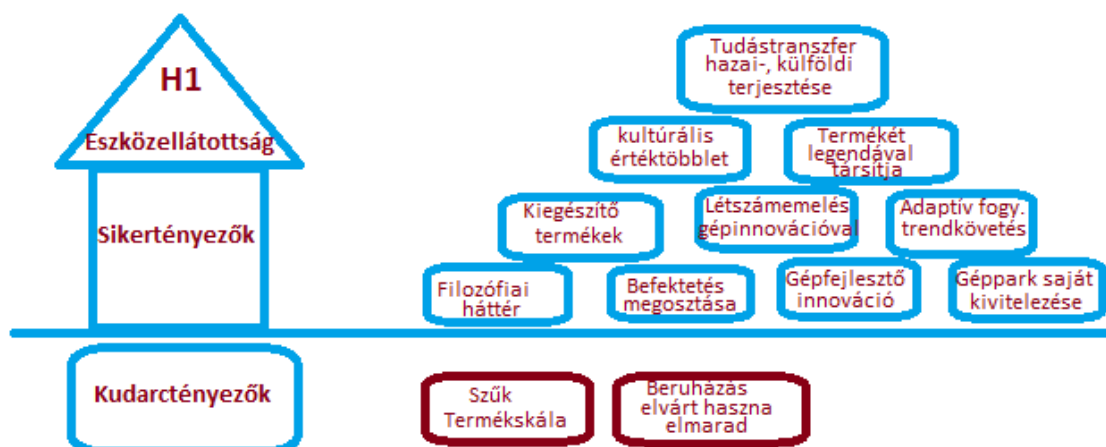 H1
Eszközellátottság
Sikertényezők
Kudarctényezők
Tudástranszfer
hazai-, külföldi
terjesztése
kultúrális
értéktöbblet
Termékét
legendával
társítja
Kiegészítő
termékek
Létszámemelés
gépinnovációval
Adaptív fogy.
trendkövetés
Filozófiai
háttér
Befektetés
megosztása
Gépfejlesztő
innováció
Géppark saját
kivitelezése
Szűk
Termékskála
Beruházás
elvárt haszna
elmarad